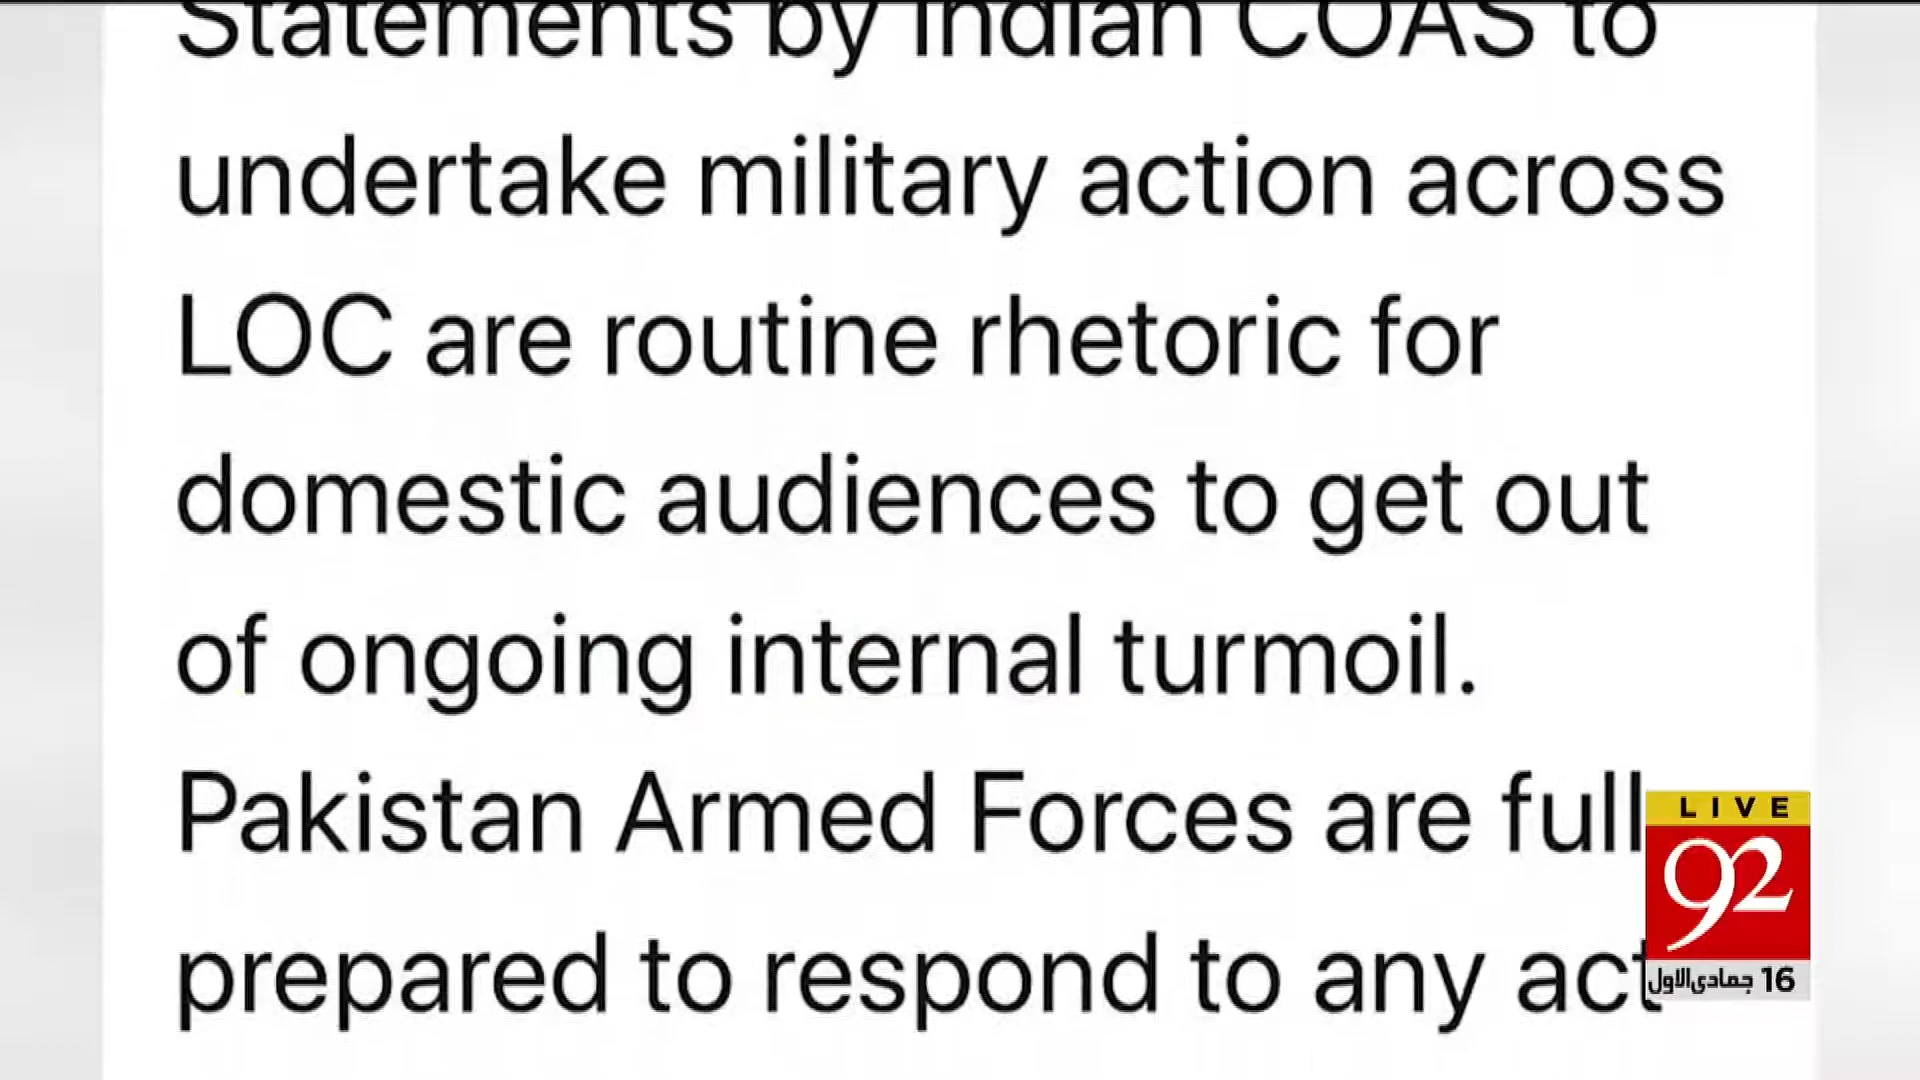 Statements by Indian COAS to
undertake military action across
LOC are routine rhetoric for
domestic audiences to get out
of ongoing internal turmoil.
Pakistan Armed Forces are full
prepared to respond to any act
LIVE
92
16 جمادی الاول